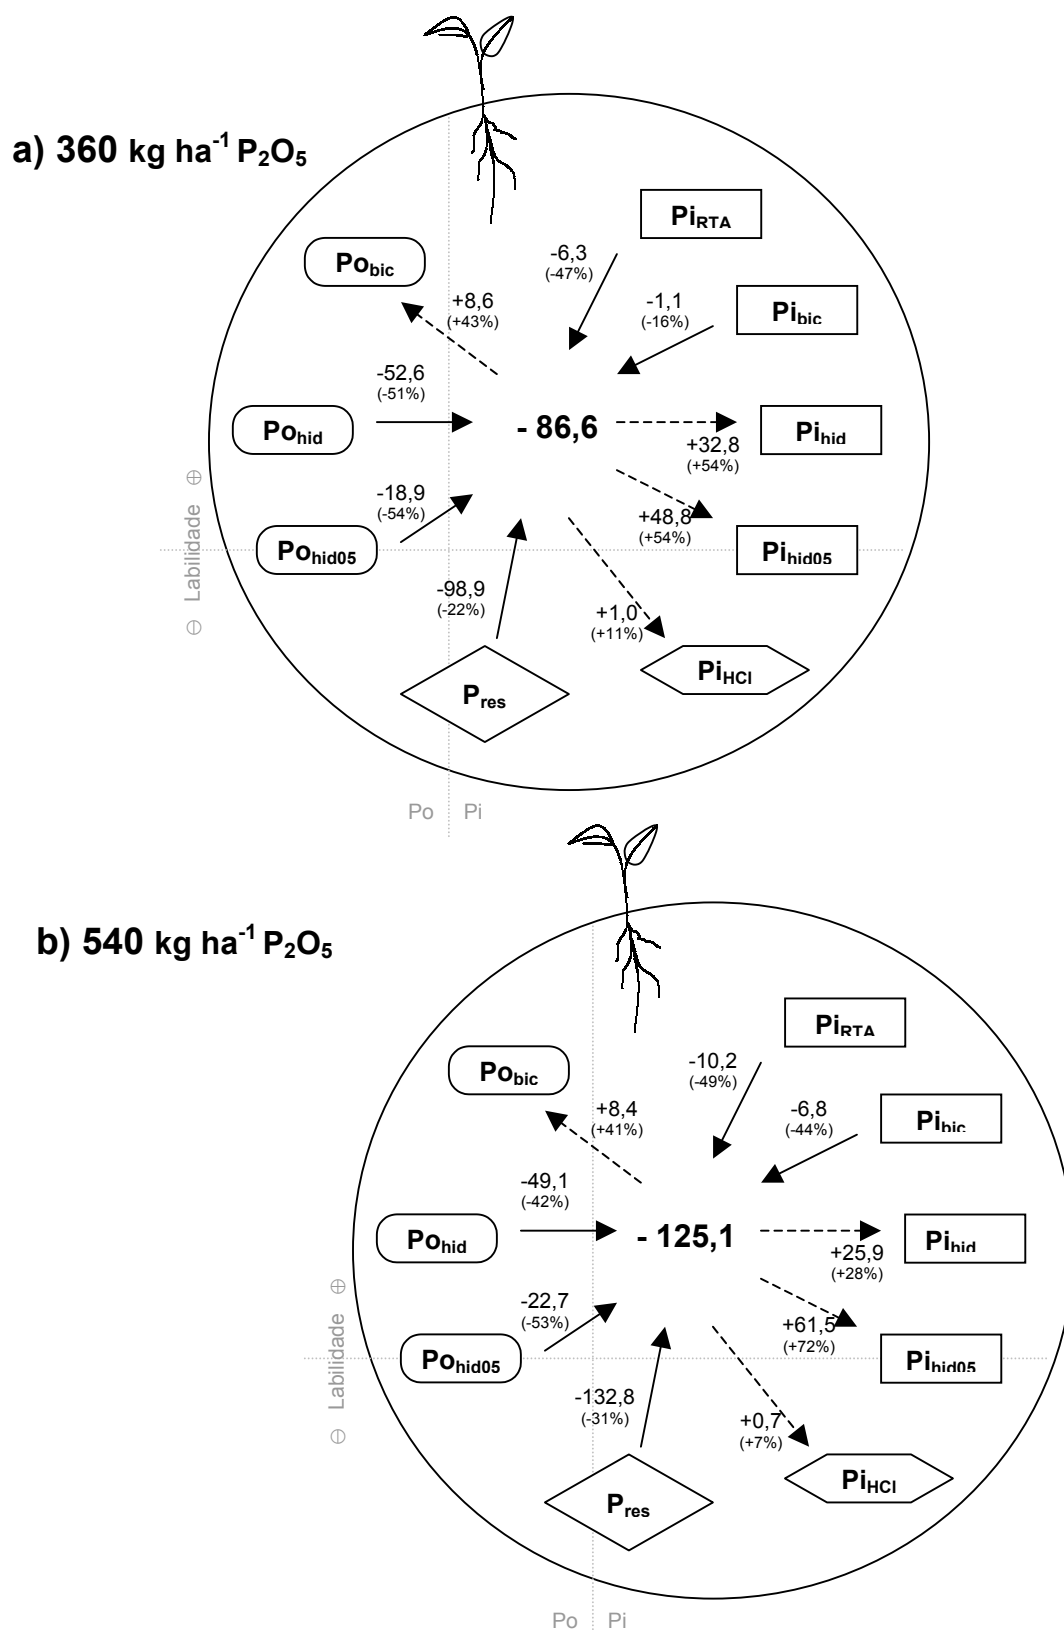 a) 360 kg ha-1 P2O5
PiRTA
Pobic
-6,3
(-47%)
+8,6
(+43%)
-1,1
(-16%)
Pibic
-52,6
(-51%)
Pohid
- 86,6
Pihid
+32,8
(+54%)
-18,9
(-54%)
+48,8
(+54%)
Pohid05
Pihid05
⊖ Labilidade ⊕
-98,9
(-22%)
+1,0
(+11%)
Pres
PiHCl
Po Pi
b) 540 kg ha-1 P2O5
PiRTA
Pobic
-10,2
(-49%)
+8,4
(+41%)
-6,8
(-44%)
Pibic
-49,1
(-42%)
Pohid
- 125,1
Pihid
+25,9
(+28%)
-22,7
(-53%)
+61,5
(+72%)
Pohid05
Pihid05
⊖ Labilidade ⊕
-132,8
(-31%)
+0,7
(+7%)
Pres
PiHCl
Po Pi